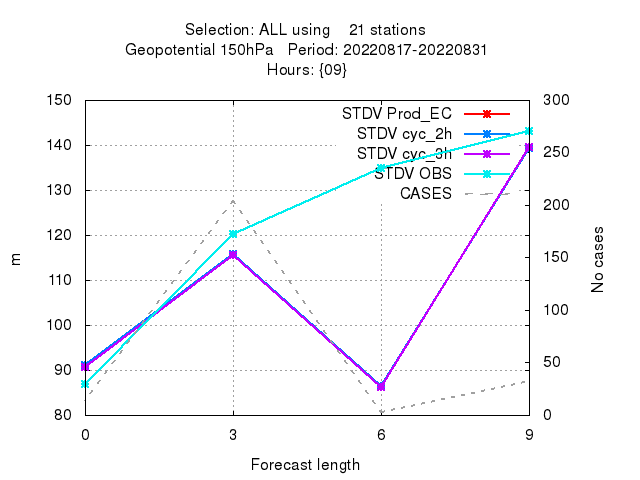 Selection: ALL using 21 stations
Geopotential 150hPa Period: 20220817-20220831
Hours: {09}
150
140
130
120
110
100
90
80
m
STDV Prod_EC
STDV cyc_2h
STDV cyc_3h
STDV OBS
CASES
300
250
200
150
100
50
0
No cases
0 3 6 9
Forecast length